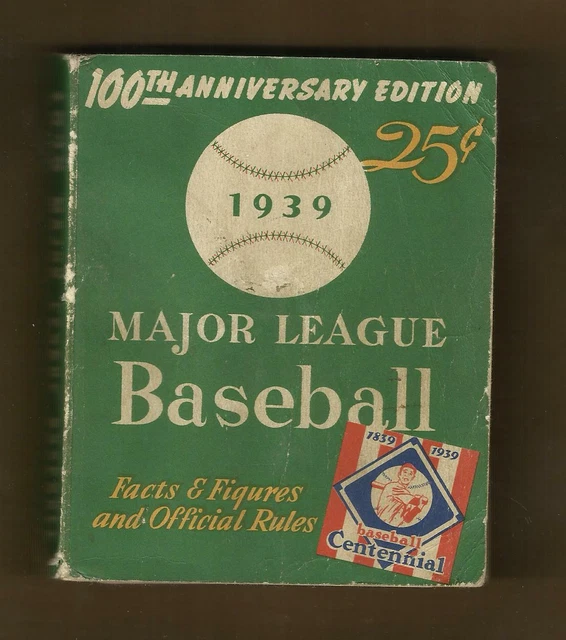 100TH ANNIVERSARY EDITION
25¢
1939
MAJOR LEAGUE
Baseball
Facts & Figures
and Official Rules
1839 1939
baseball
Centennial